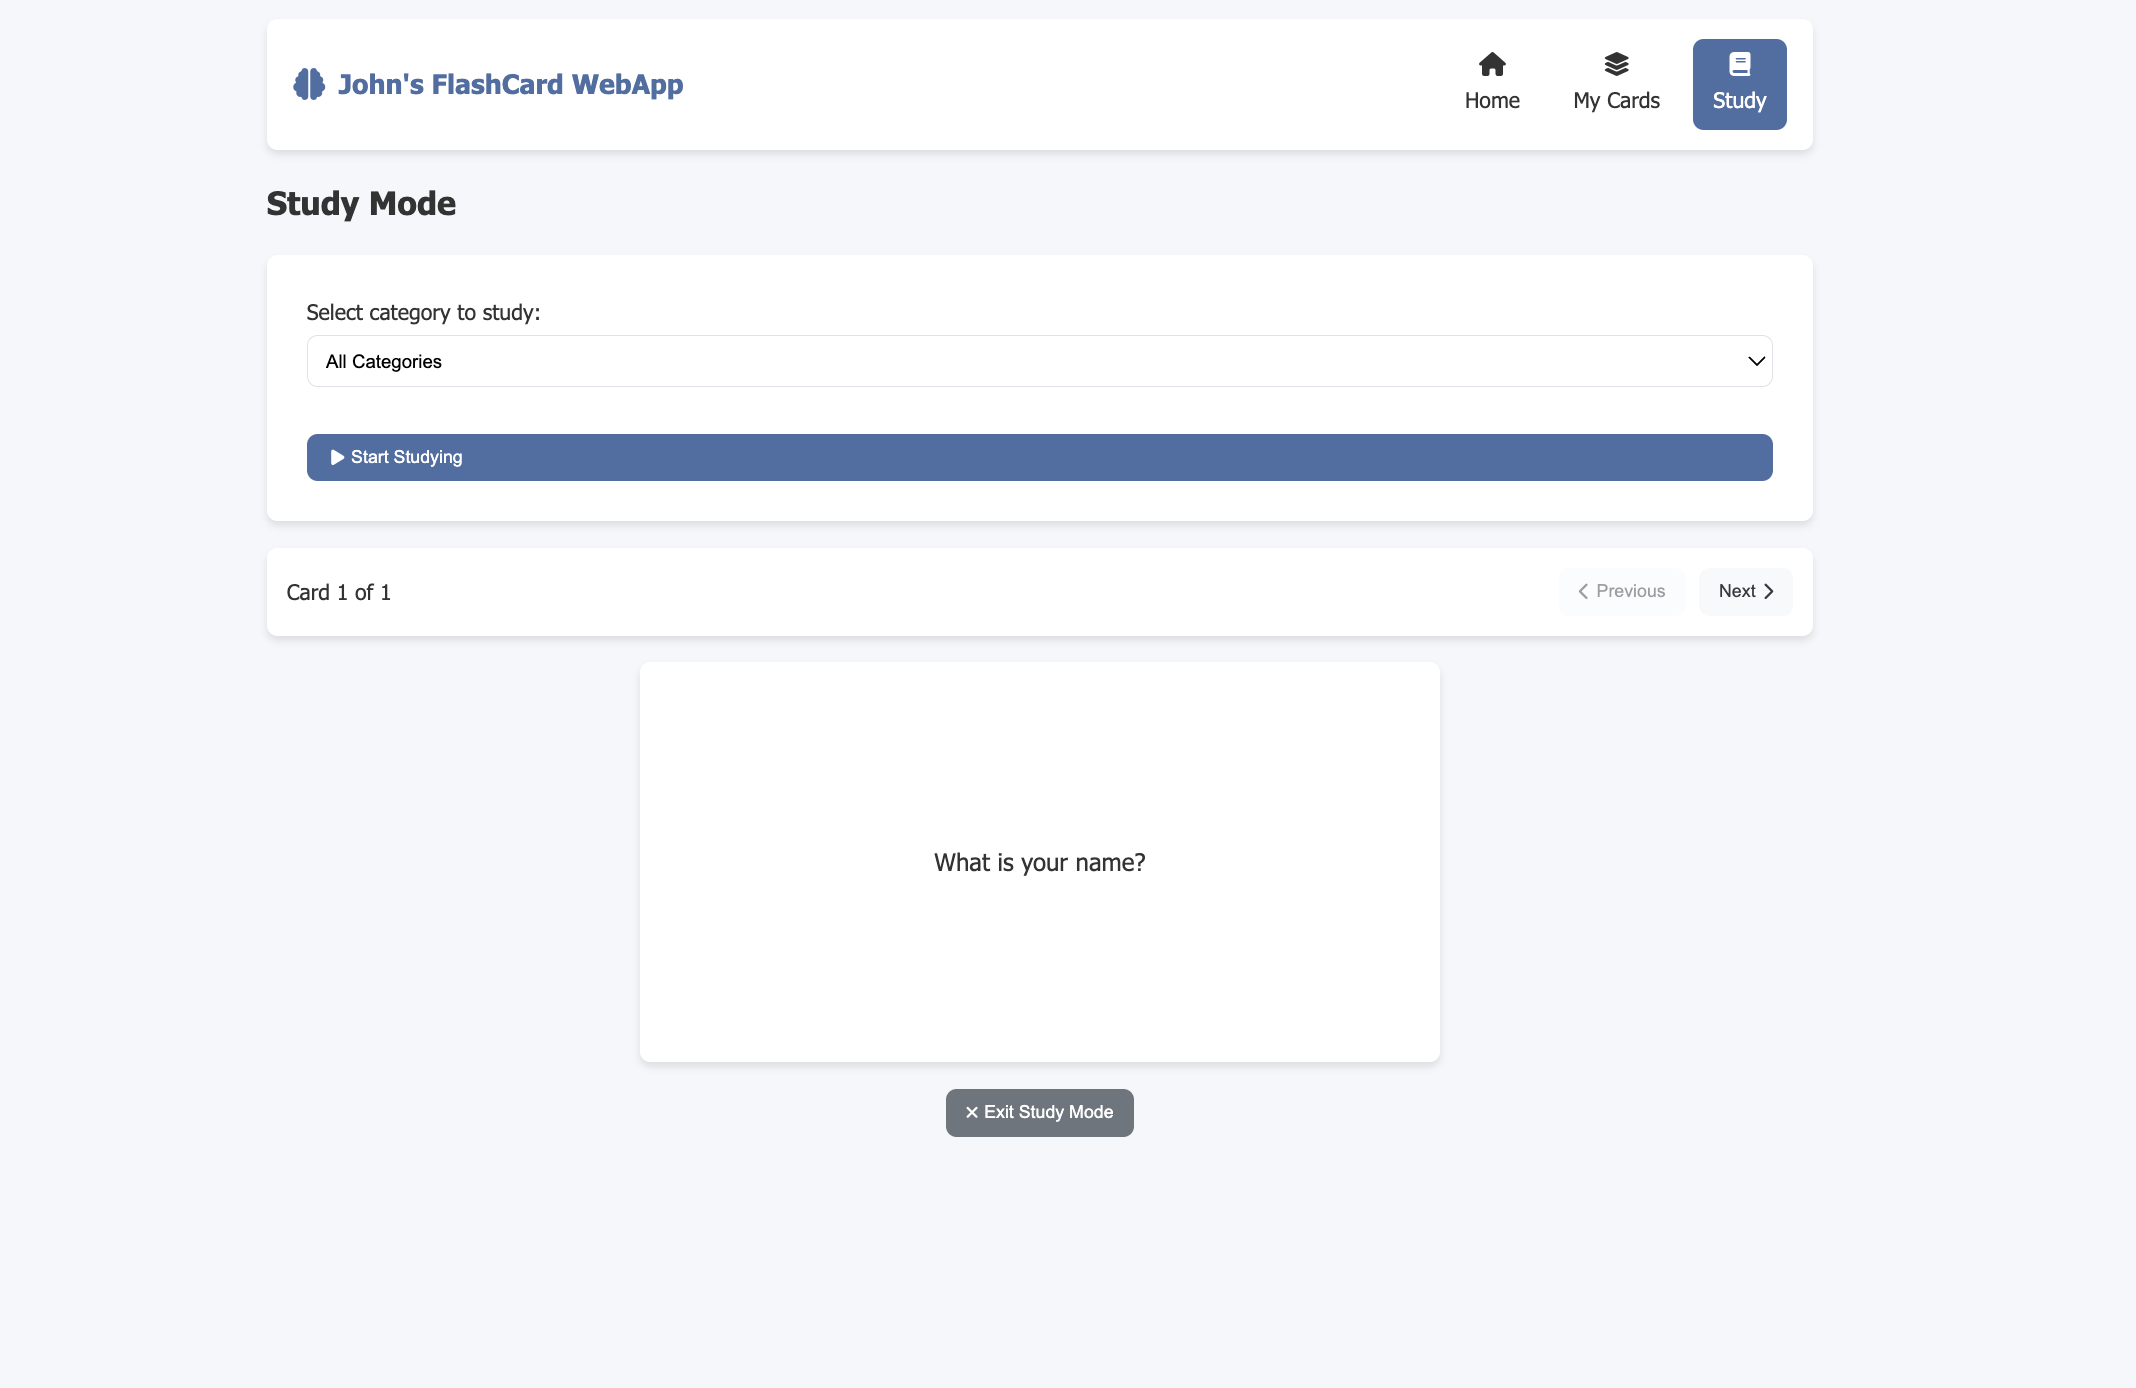 John's FlashCard WebApp
Home
My Cards
Study
Study Mode
Select category to study:
All Categories
Start Studying
Card 1 of 1
Previous
Next
What is your name?
Exit Study Mode